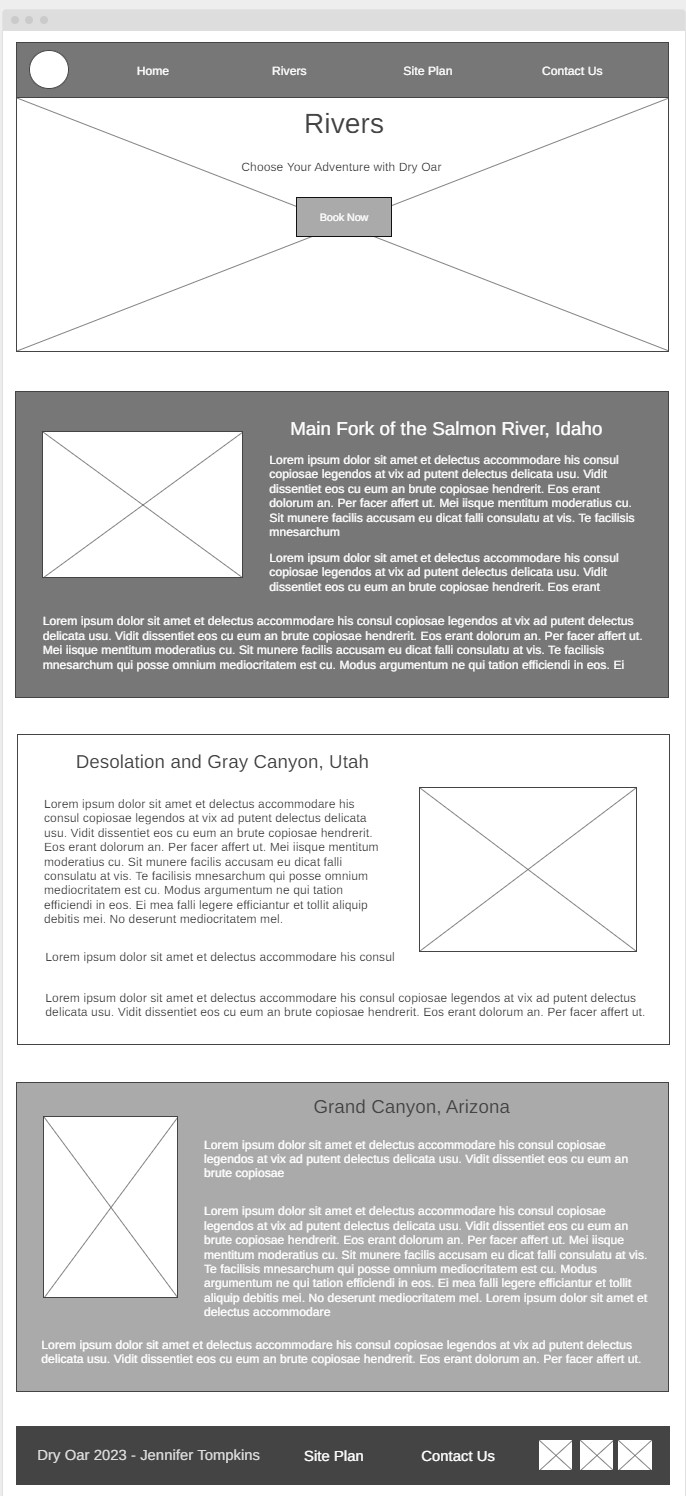 Home Rivers Site Plan Contact Us
Rivers
Choose Your Adventure with Dry Oar
Book Now
Main Fork of the Salmon River, Idaho
Lorem ipsum dolor sit amet et delectus accommodare his consul
copiosae legendos at vix ad putent delectus delicata usu. Vidit
dissentiet eos cu eum an brute copiosae hendrerit. Eos erant
dolorum an. Per facer affert ut. Mei iisque mentitum moderatius cu.
Sit munere facilis accusam eu dicat falli consulatu at vis. Te facilisis
mnesarchum
Lorem ipsum dolor sit amet et delectus accommodare his consul
copiosae legendos at vix ad putent delectus delicata usu. Vidit
dissentiet eos cu eum an brute copiosae hendrerit. Eos erant
Lorem ipsum dolor sit amet et delectus accommodare his consul copiosae legendos at vix ad putent delectus
delicata usu. Vidit dissentiet eos cu eum an brute copiosae hendrerit. Eos erant dolorum an. Per facer affert ut.
Mei iisque mentitum moderatius cu. Sit munere facilis accusam eu dicat falli consulatu at vis. Te facilisis
mnesarchum qui posse omnium mediocritatem est cu. Modus argumentum ne qui tation efficiendi in eos. Ei
Desolation and Gray Canyon, Utah
Lorem ipsum dolor sit amet et delectus accommodare his
consul copiosae legendos at vix ad putent delectus delicata
usu. Vidit dissentiet eos cu eum an brute copiosae hendrerit.
Eos erant dolorum an. Per facer affert ut. Mei iisque mentitum
moderatius cu. Sit munere facilis accusam eu dicat falli
consulatu at vis. Te facilisis mnesarchum qui posse omnium
mediocritatem est cu. Modus argumentum ne qui tation
efficiendi in eos. Ei mea falli legere efficiantur et tollit aliquip
debitis mei. No deserunt mediocritatem mel.
Lorem ipsum dolor sit amet et delectus accommodare his consul
Lorem ipsum dolor sit amet et delectus accommodare his consul copiosae legendos at vix ad putent delectus
delicata usu. Vidit dissentiet eos cu eum an brute copiosae hendrerit. Eos erant dolorum an. Per facer affert ut.
Grand Canyon, Arizona
Lorem ipsum dolor sit amet et delectus accommodare his consul copiosae
legendos at vix ad putent delectus delicata usu. Vidit dissentiet eos cu eum an
brute copiosae
Lorem ipsum dolor sit amet et delectus accommodare his consul copiosae
legendos at vix ad putent delectus delicata usu. Vidit dissentiet eos cu eum an
brute copiosae hendrerit. Eos erant dolorum an. Per facer affert ut. Mei iisque
mentitum moderatius cu. Sit munere facilis accusam eu dicat falli consulatu at vis.
Te facilisis mnesarchum qui posse omnium mediocritatem est cu. Modus
argumentum ne qui tation efficiendi in eos. Ei mea falli legere efficiantur et tollit
aliquip debitis mei. No deserunt mediocritatem mel. Lorem ipsum dolor sit amet et
delectus accommodare
Lorem ipsum dolor sit amet et delectus accommodare his consul copiosae legendos at vix ad putent delectus
delicata usu. Vidit dissentiet eos cu eum an brute copiosae hendrerit. Eos erant dolorum an. Per facer affert ut.
Dry Oar 2023 - Jennifer Tompkins Site Plan Contact Us